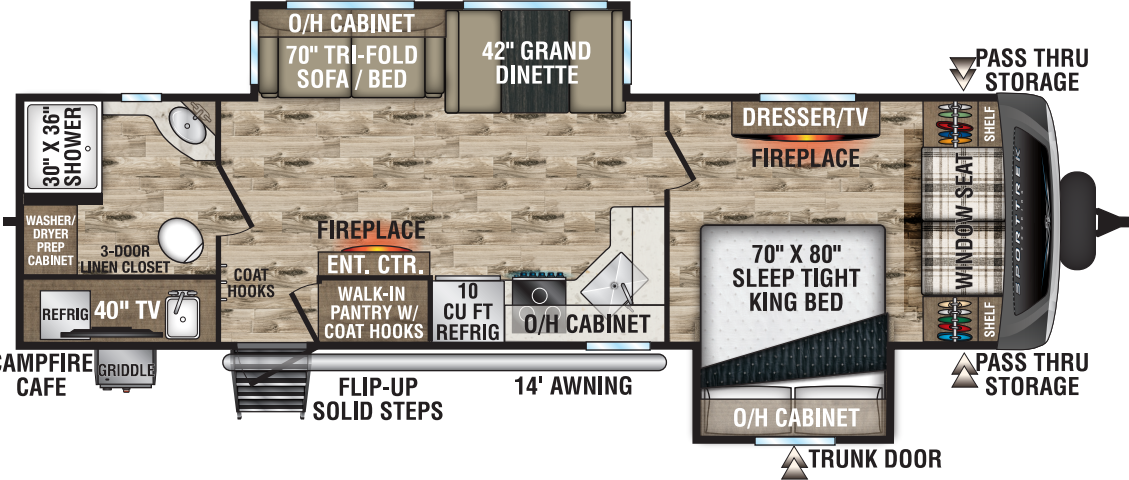 O/H CABINET
70" TRI-FOLD
SOFA / BED
42" GRAND
DINETTE
PASS THRU
STORAGE
30" X 36"
SHOWER
DRESSER/TV
FIREPLACE
SHELF
WINDOW SEAT
SPORTTREK
WASHER/
DRYER
PREP
CABINET
3-DOOR
LINEN CLOSET
FIREPLACE
ENT. CTR.
COAT
HOOKS
WALK-IN
PANTRY W/
COAT HOOKS
10
CU FT
REFRIG
O/H CABINET
70" X 80"
SLEEP TIGHT
KING BED
SHELF
REFRIG
40" TV
CAMPFIRE
CAFE
GRIDDLE
FLIP-UP
SOLID STEPS
14' AWNING
O/H CABINET
PASS THRU
STORAGE
TRUNK DOOR